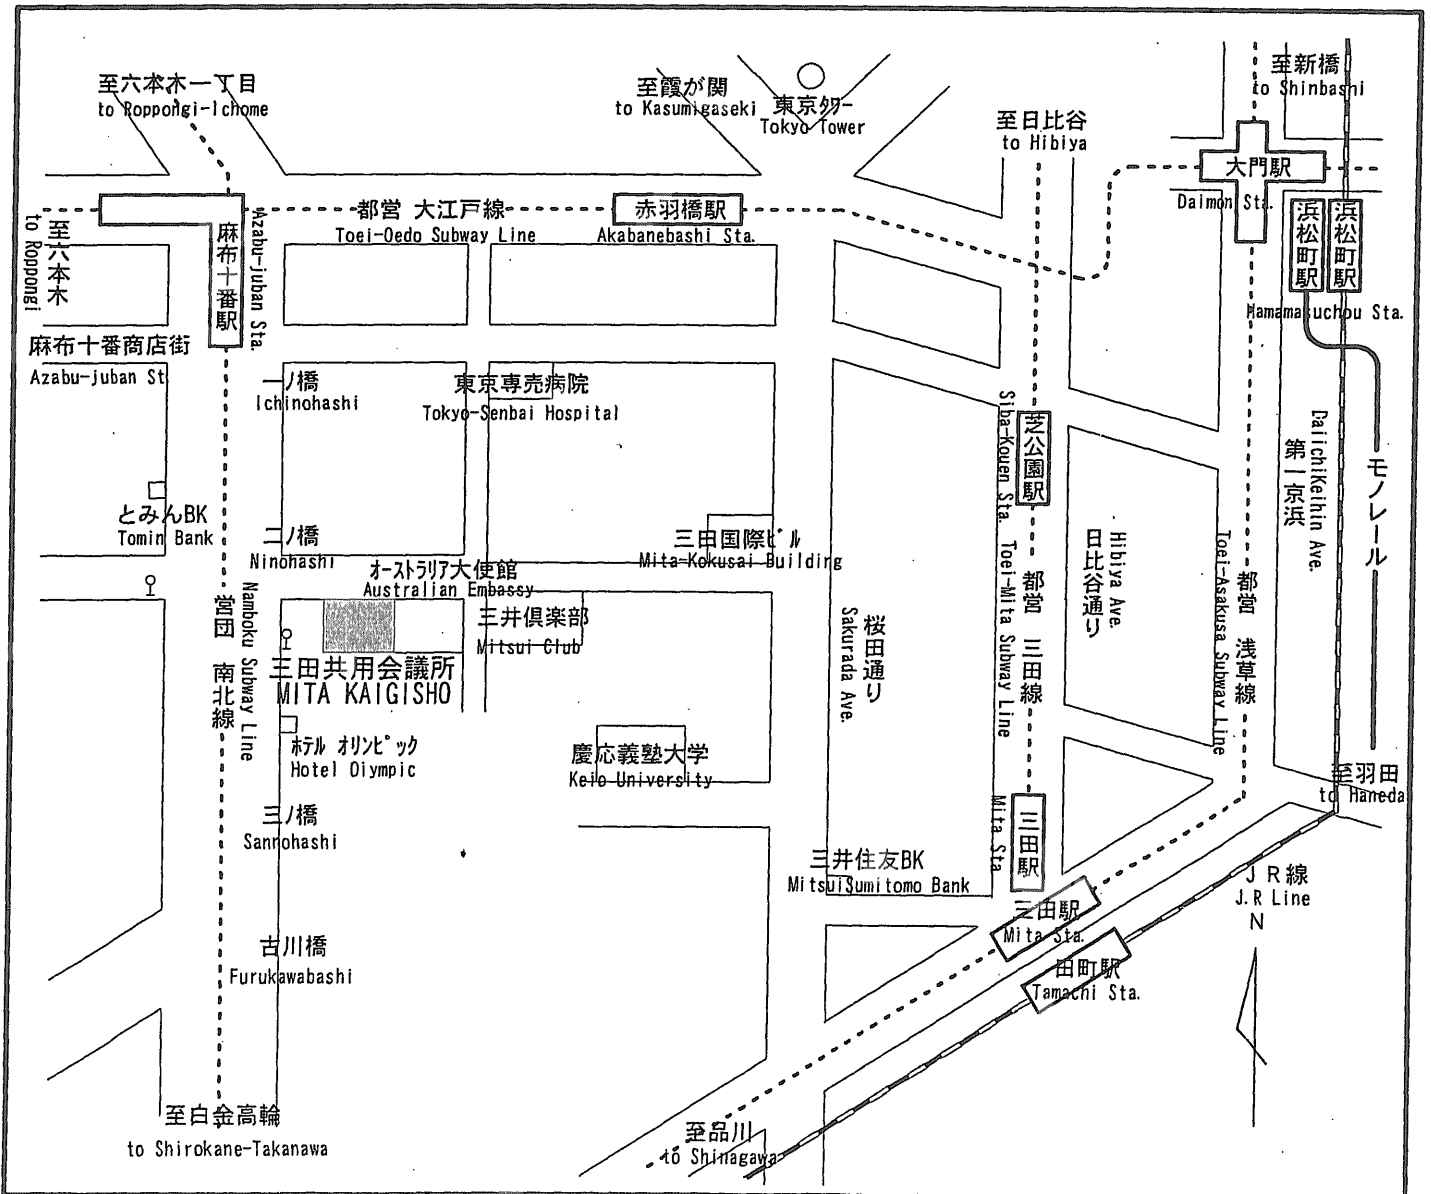 至六本木一丁目
to Roppongi-Ichome
至霞が関
to Kasumigaseki
東京ﾀﾜｰ
Tokyo Tower
至日比谷
to Hibiya
至新橋
to Shinbashi
大門駅
Daimon Sta.
浜松町駅
浜松町駅
Hamamasuchou Sta.
至六本木
to Roppongi
麻布十番駅
Azabu-juban Sta.
都営 大江戸線
Toei-Oedo Subway Line
赤羽橋駅
Akabanebashi Sta.
麻布十番商店街
Azabu-juban St
一ノ橋
Ichinohashi
東京専売病院
Tokyo-Senbai Hospital
芝公園駅
Siba-Kouen Sta.
第一京浜
DaiichiKeihin Ave.
モノレール
とみんBK
Tomin Bank
二ノ橋
Ninohashi
三田国際ビル
Mita-Kokusai Building
ｵｰｽﾄﾗﾘｱ大使館
Australian Embassy
三井倶楽部
Mitsui Club
営団 南北線
Namboku Subway Line
三田共用会議所
MITA KAIGISHO
桜田通り
Sakurada Ave.
都営 三田線
Toei-Mita Subway Line
日比谷通り
Hibiya Ave.
都営 浅草線
Toei-Asakusa Subway Line
ﾎﾃﾙ ｵﾘﾝﾋﾟｯｸ
Hotel Oiympic
慶応義塾大学
Keio University
至羽田
to Haneda
三ノ橋
Sannohashi
三田駅
Mita Sta
三井住友BK
MitsuiSumitomo Bank
三田駅
Mita Sta.
田町駅
Tamachi Sta.
JR線
J.R Line
N
古川橋
Furukawabashi
至白金高輪
to Shirokane-Takanawa
至品川
to Shinagawa